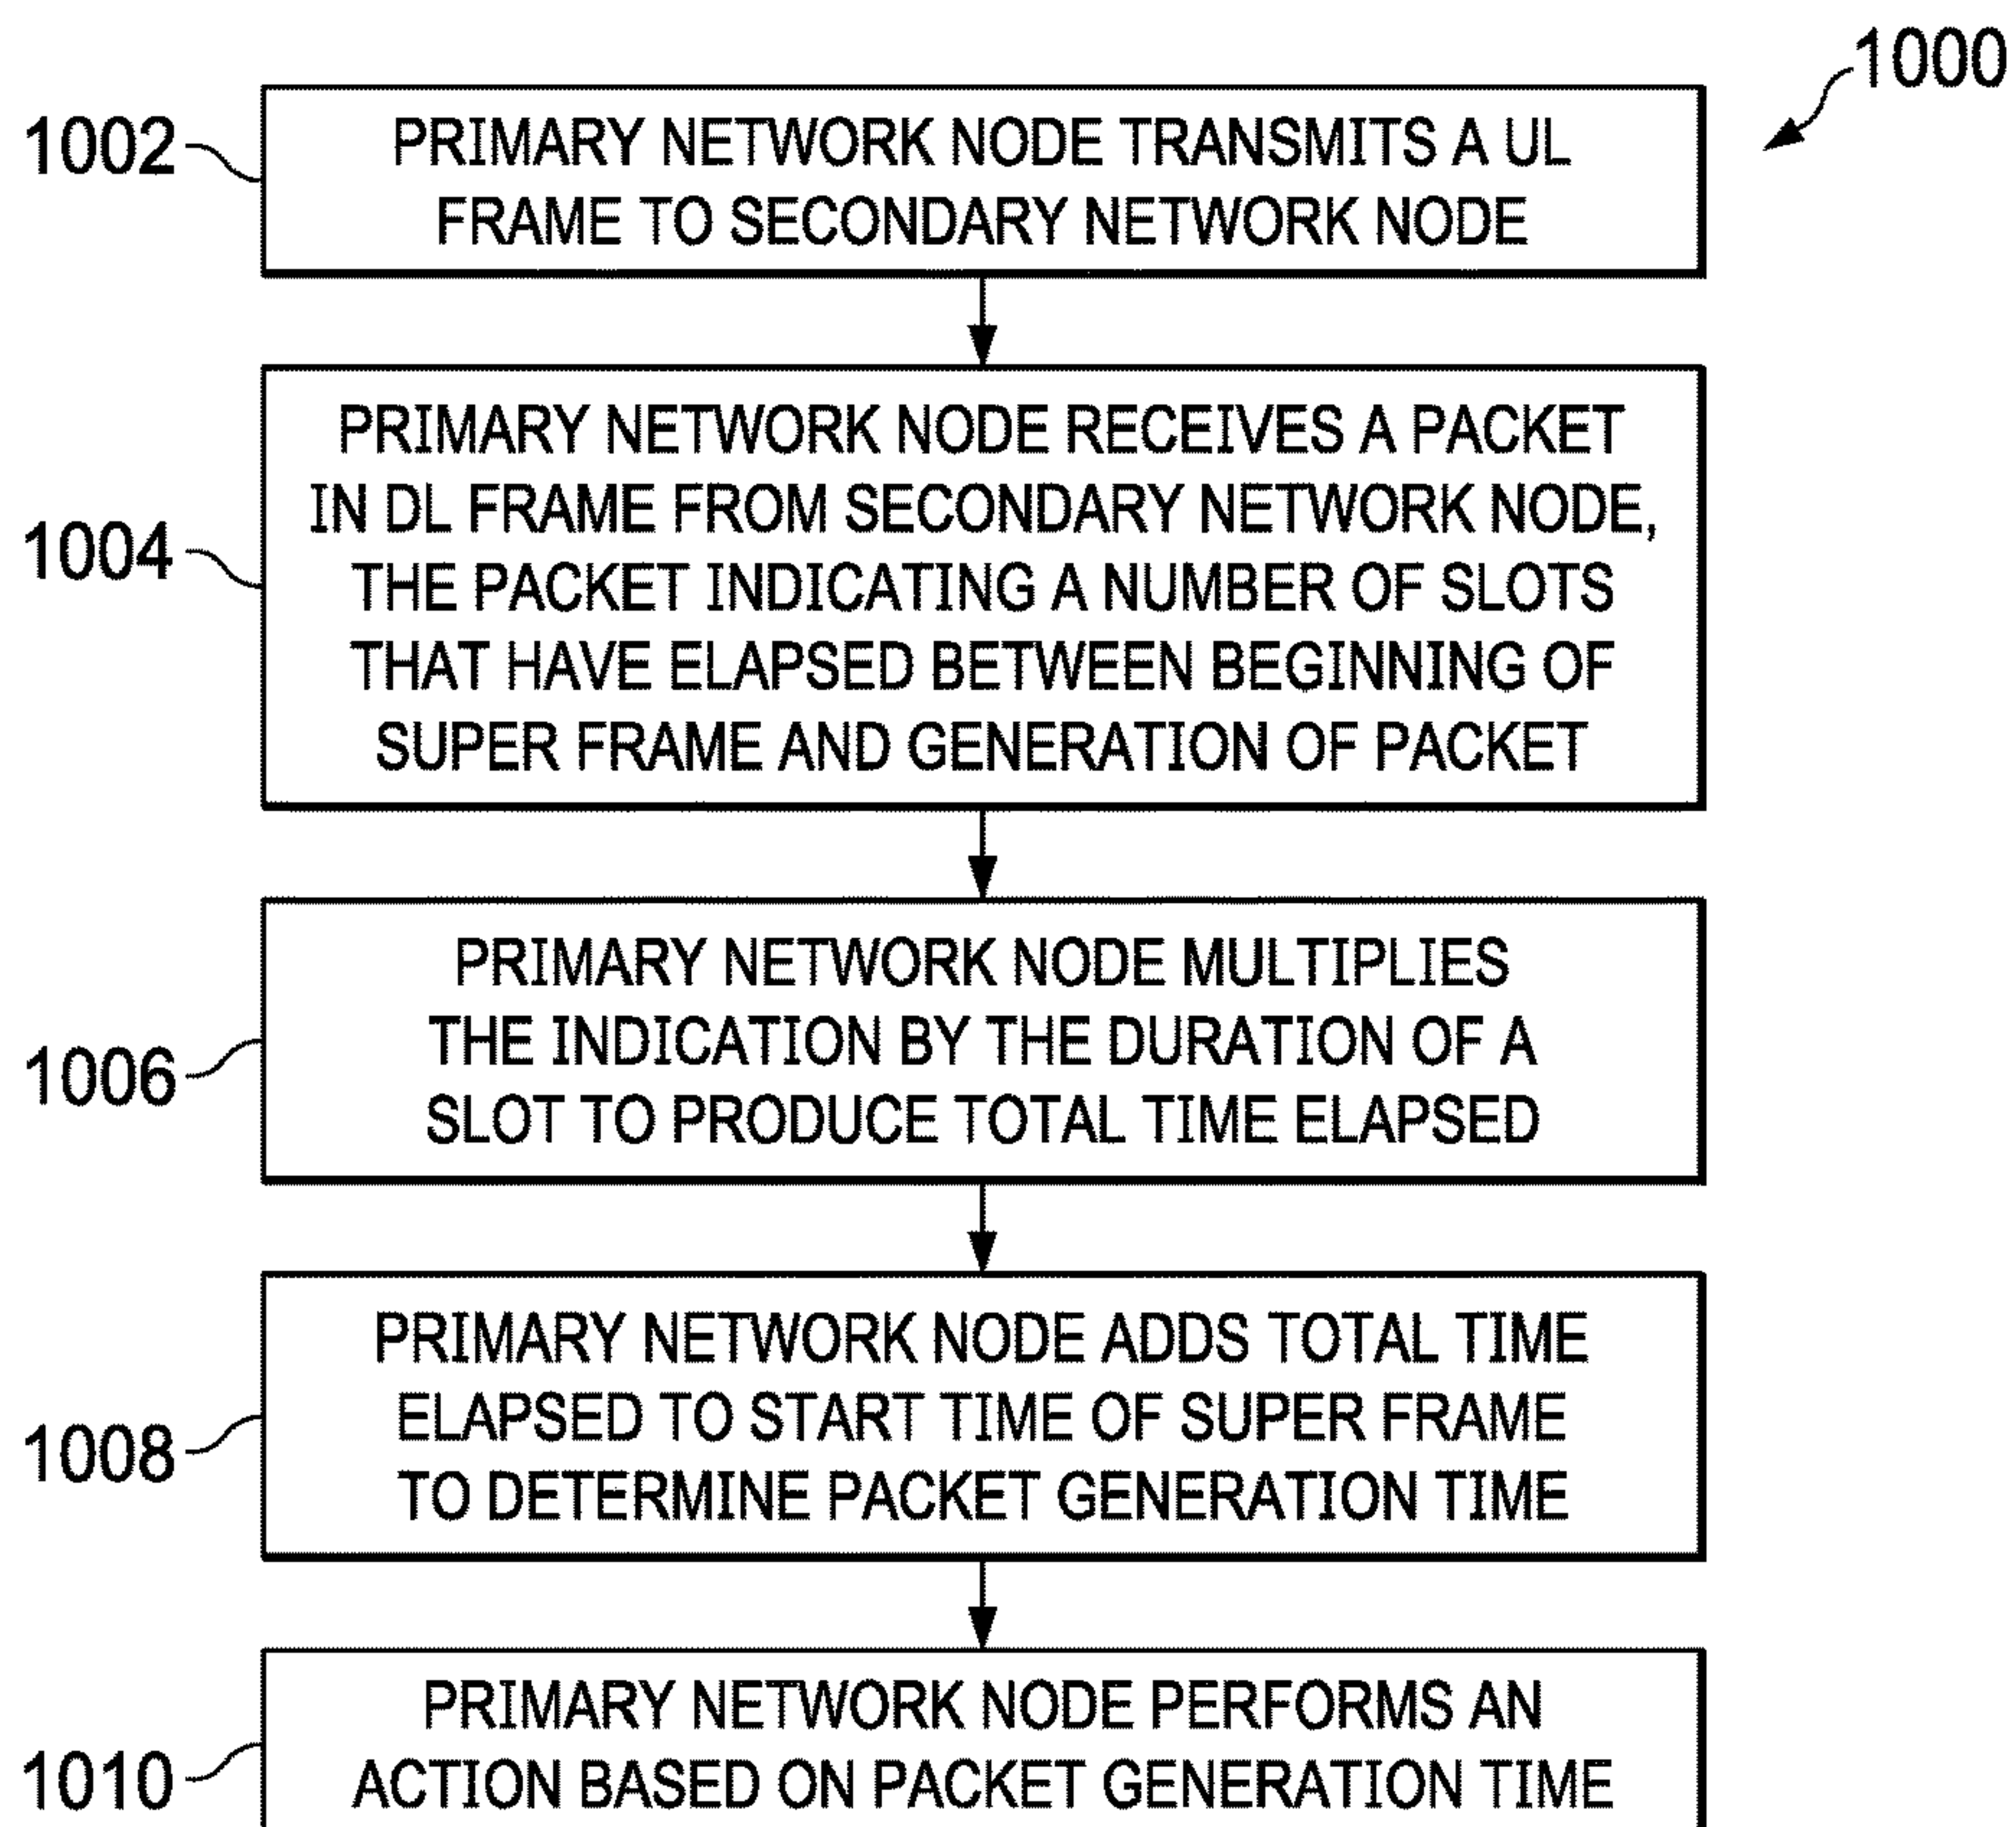 1000
1002
PRIMARY NETWORK NODE TRANSMITS A UL
FRAME TO SECONDARY NETWORK NODE
1004
PRIMARY NETWORK NODE RECEIVES A PACKET
IN DL FRAME FROM SECONDARY NETWORK NODE,
THE PACKET INDICATING A NUMBER OF SLOTS
THAT HAVE ELAPSED BETWEEN BEGINNING OF
SUPER FRAME AND GENERATION OF PACKET
1006
PRIMARY NETWORK NODE MULTIPLIES
THE INDICATION BY THE DURATION OF A
SLOT TO PRODUCE TOTAL TIME ELAPSED
1008
PRIMARY NETWORK NODE ADDS TOTAL TIME
ELAPSED TO START TIME OF SUPER FRAME
TO DETERMINE PACKET GENERATION TIME
1010
PRIMARY NETWORK NODE PERFORMS AN
ACTION BASED ON PACKET GENERATION TIME